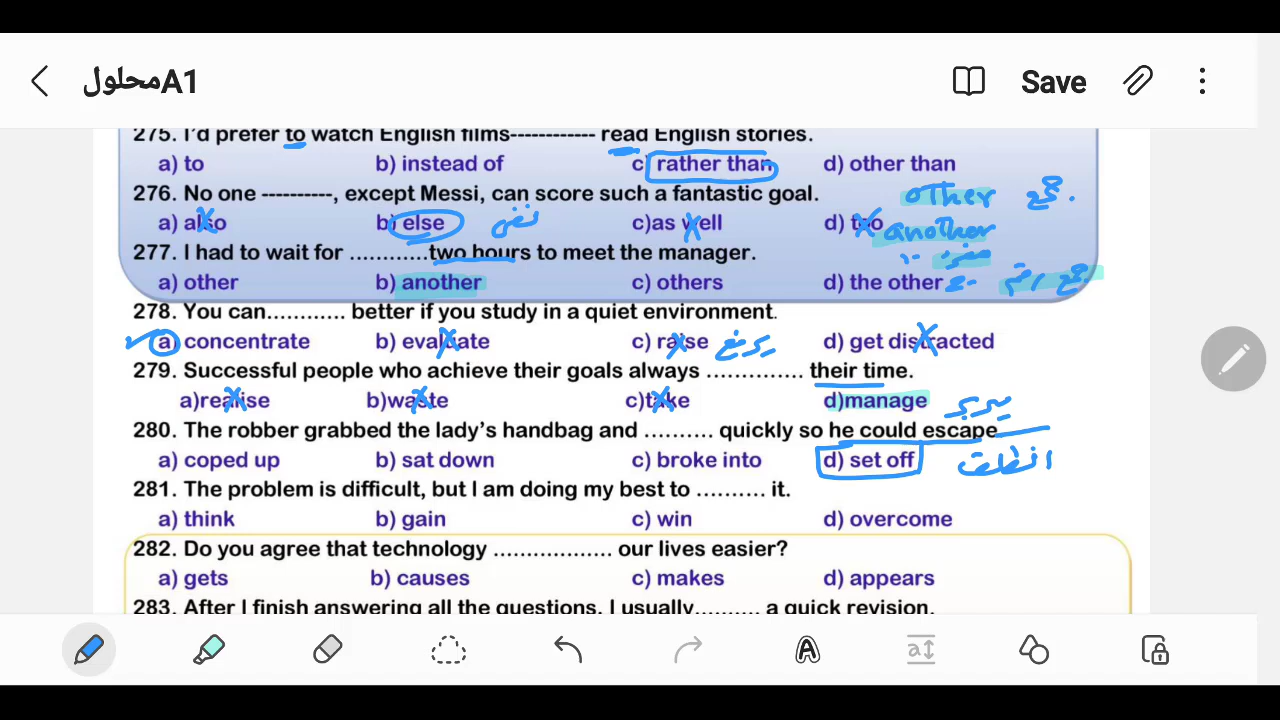 محلولA1
Save
275. I'd prefer to watch English films------------ read English stories.
a) to b) instead of c) rather than d) other than
276. No one ----------, except Messi, can score such a fantastic goal.
other جمع.
a) also b) else c)as well d) too
another
277. I had to wait for ............two hours to meet the manager.
a) other b) another c) others d) the other
جمع رقم
278. You can............ better if you study in a quiet environment.
a) concentrate b) evaluate c) raise يرفع d) get distracted
279. Successful people who achieve their goals always .............. their time.
a)realise b)waste c)take d)manage يدير
280. The robber grabbed the lady's handbag and .......... quickly so he could escape
a) coped up b) sat down c) broke into d) set off انطلق
281. The problem is difficult, but I am doing my best to .......... it.
a) think b) gain c) win d) overcome
282. Do you agree that technology ................... our lives easier?
a) gets b) causes c) makes d) appears
283. After I finish answering all the questions, I usually.......... a quick revision.